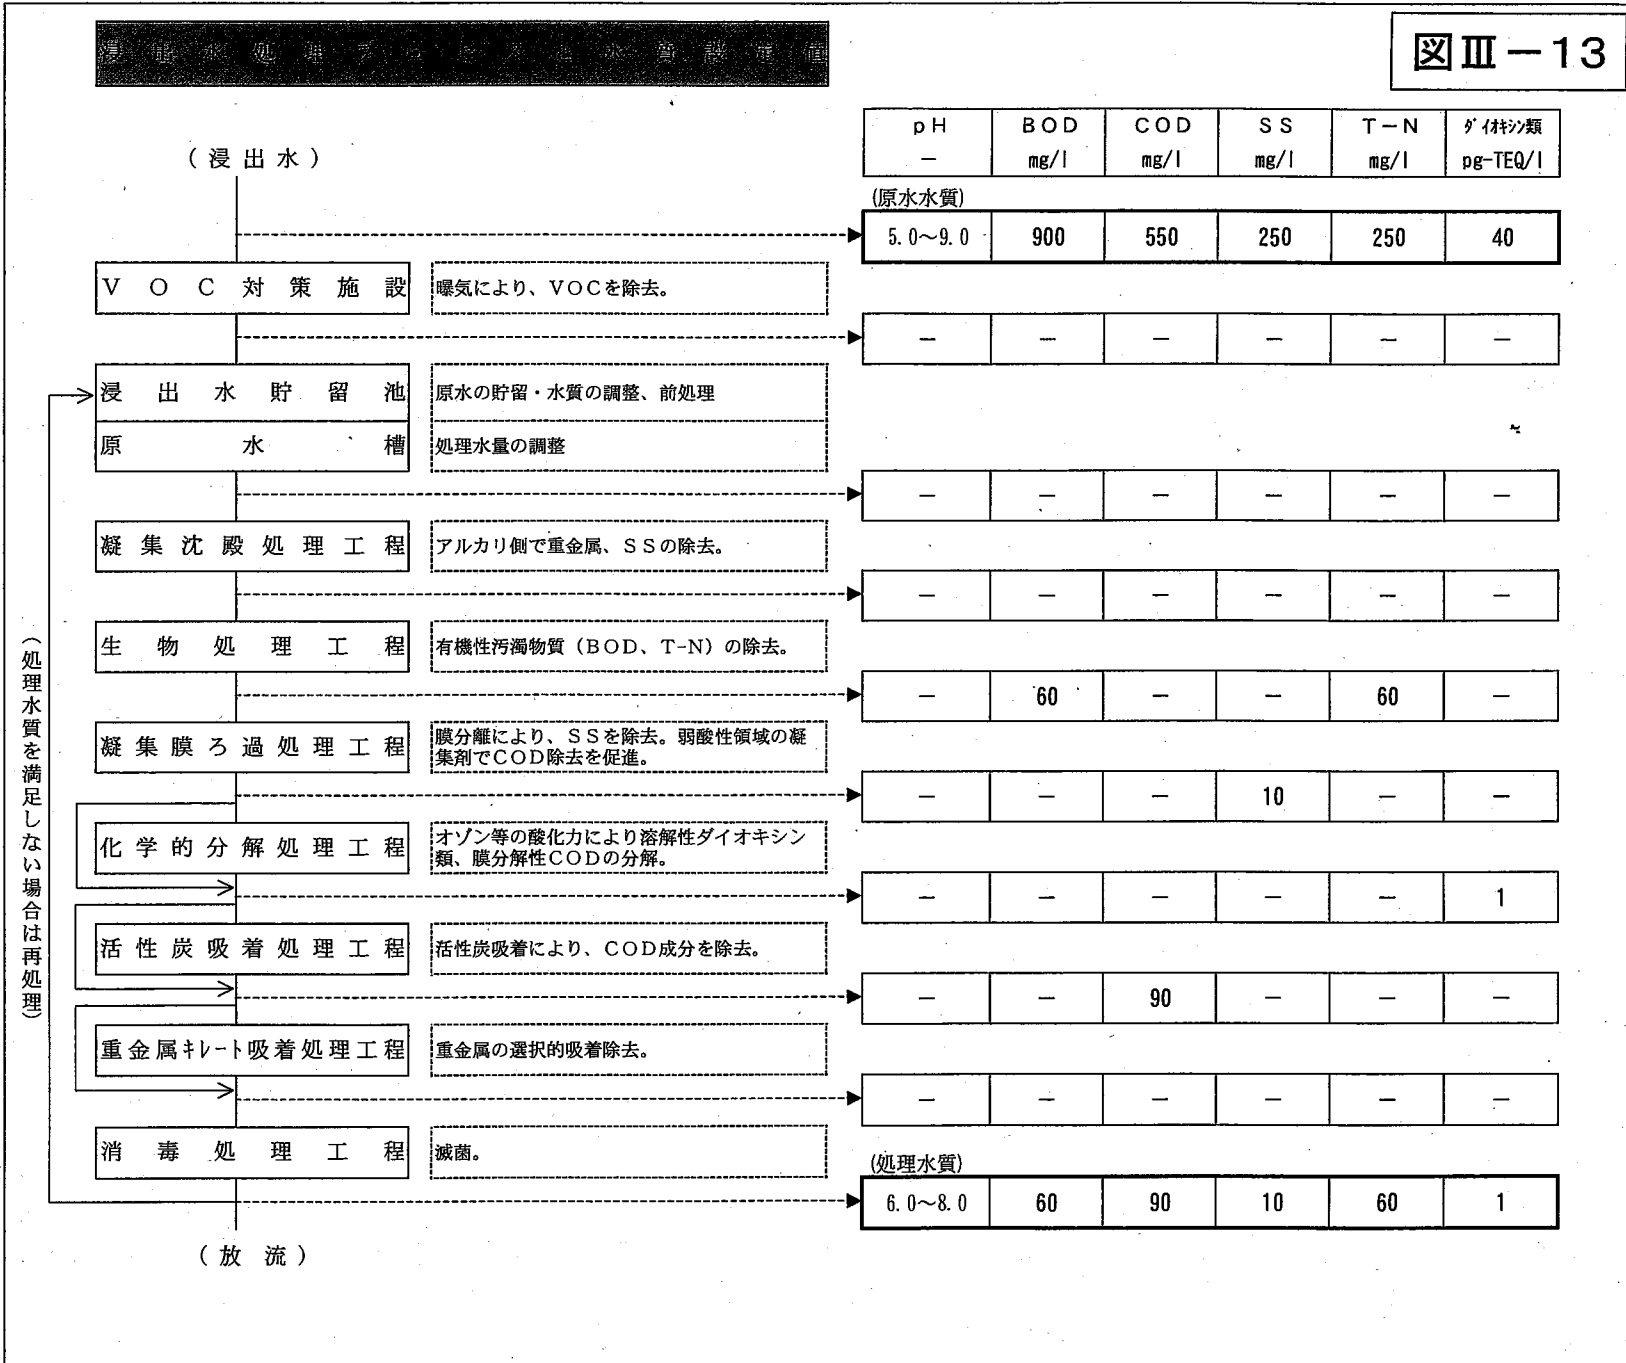 図Ⅲ－13
浸出水処理
pH BOD COD SS T－N ダイオキシン類
－ mg/l mg/l mg/l mg/l pg-TEQ/l
(浸出水)
(原水水質)
5.0～9.0 900 550 250 250 40
VOC対策施設 曝気により、VOCを除去。
－ － － － － －
浸出水貯留池 原水の貯留・水質の調整、前処理
原水槽 処理水量の調整
－ － － － － －
凝集沈殿処理工程 アルカリ側で重金属、SSの除去。
－ － － － － －
生物処理工程 有機性汚濁物質（BOD、T-N）の除去。
－ 60 － － 60 －
凝集膜ろ過処理工程 膜分離により、SSを除去。弱酸性領域の凝
集剤でCOD除去を促進。
－ － － 10 － －
化学的分解処理工程 オゾン等の酸化力により溶解性ダイオキシン
類、膜分解性CODの分解。
－ － － － － 1
活性炭吸着処理工程 活性炭吸着により、COD成分を除去。
－ － 90 － － －
重金属ｷﾚｰﾄ吸着処理工程 重金属の選択的吸着除去。
－ － － － － －
消毒処理工程 滅菌。
(処理水質)
6.0～8.0 60 90 10 60 1
(放流)
(処理水質を満足しない場合は再処理)